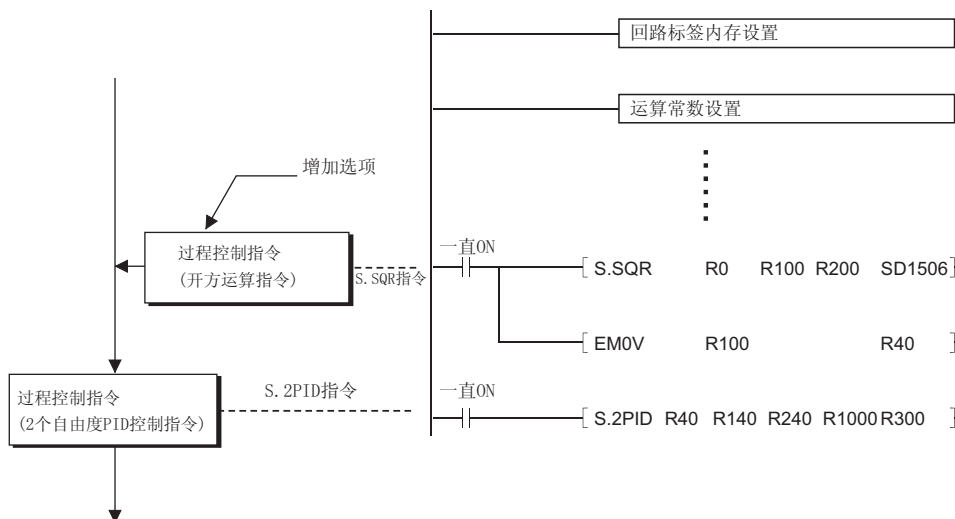 回路标签内存设置
运算常数设置
增加选项
过程控制指令
(开方运算指令)
S.SQR指令
一直ON
S.SQR R0 R100 R200 SD1506
EM0V R100 R40
过程控制指令
(2个自由度PID控制指令)
S.2PID指令
一直ON
S.2PID R40 R140 R240 R1000 R300